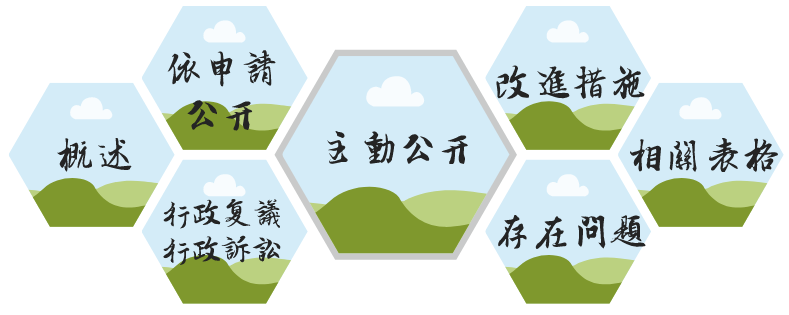 概述
依申請
公开
行政复議
行政訴訟
主動公开
改進措施
存在問題
相關表格